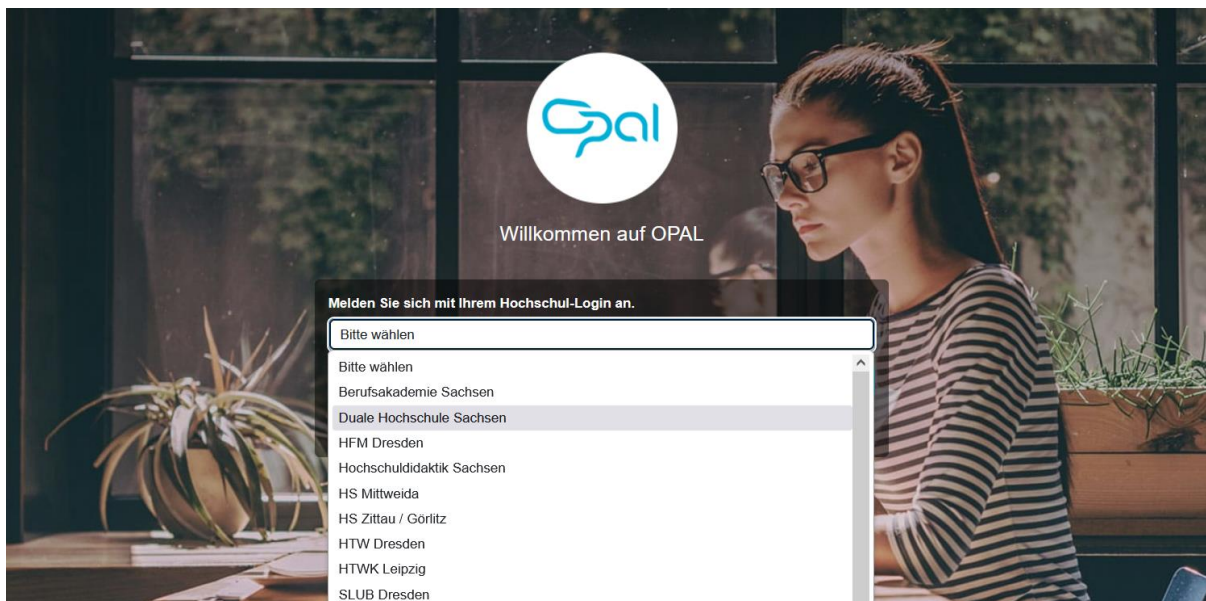 Opal
Willkommen auf OPAL
Melden Sie sich mit Ihrem Hochschul-Login an.
Bitte wählen
Bitte wählen
Berufsakademie Sachsen
Duale Hochschule Sachsen
HFM Dresden
Hochschuldidaktik Sachsen
HS Mittweida
HS Zittau / Görlitz
HTW Dresden
HTWK Leipzig
SLUB Dresden